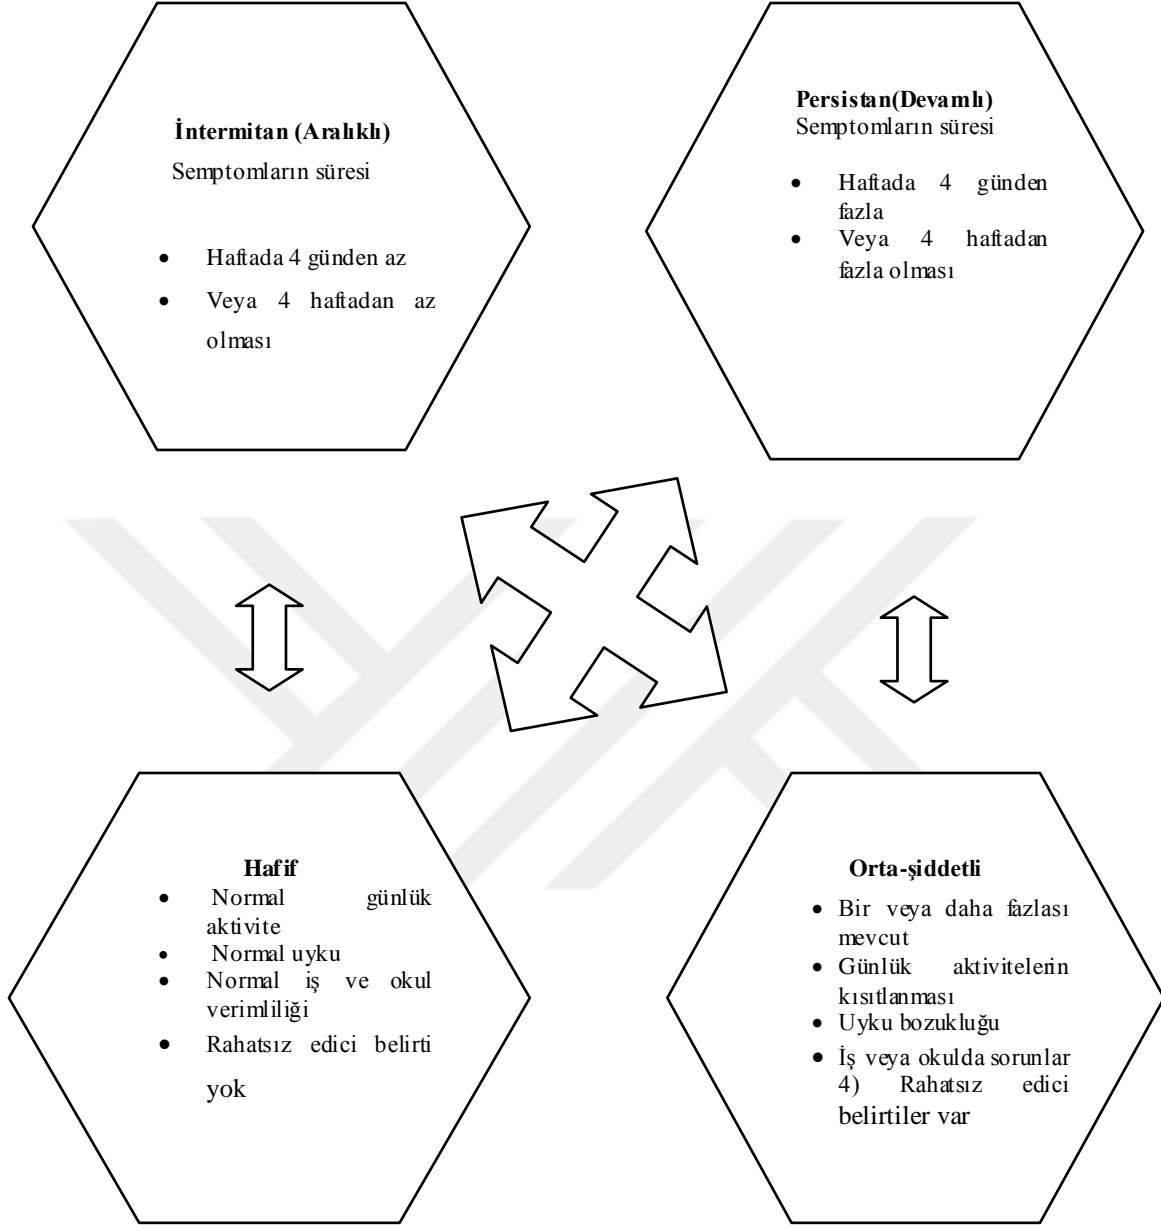 İntermitan (Aralıklı)
Semptomların süresi
• Haftada 4 günden az
• Veya 4 haftadan az
olması
Persistan(Devamlı)
Semptomların süresi
• Haftada 4 günden
fazla
• Veya 4 haftadan
fazla olması
Hafif
• Normal günlük
aktivite
• Normal uyku
• Normal iş ve okul
verimliliği
• Rahatsız edici belirti
yok
Orta-şiddetli
• Bir veya daha fazlası
mevcut
• Günlük aktivitelerin
kısıtlanması
• Uyku bozukluğu
• İş veya okulda sorunlar
4) Rahatsız edici
belirtiler var